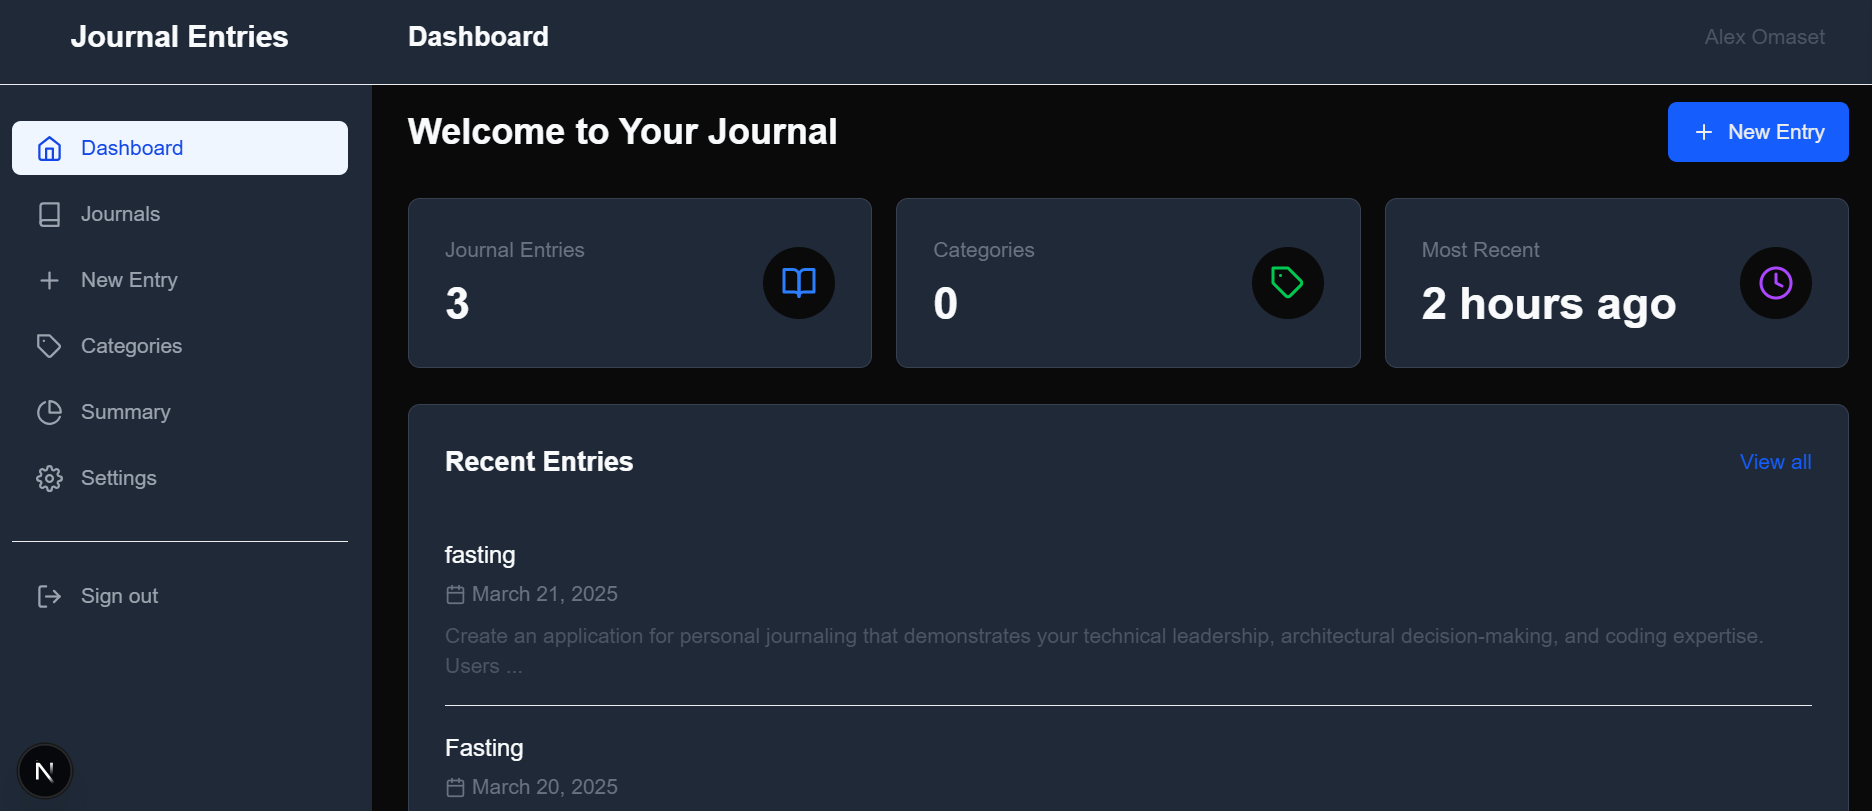 Journal Entries
Dashboard
Alex Omaset
Dashboard
Journals
New Entry
Categories
Summary
Settings
Sign out
N
Welcome to Your Journal
New Entry
Journal Entries
3
Categories
0
Most Recent
2 hours ago
Recent Entries
View all
fasting
March 21, 2025
Create an application for personal journaling that demonstrates your technical leadership, architectural decision-making, and coding expertise.
Users ...
Fasting
March 20, 2025